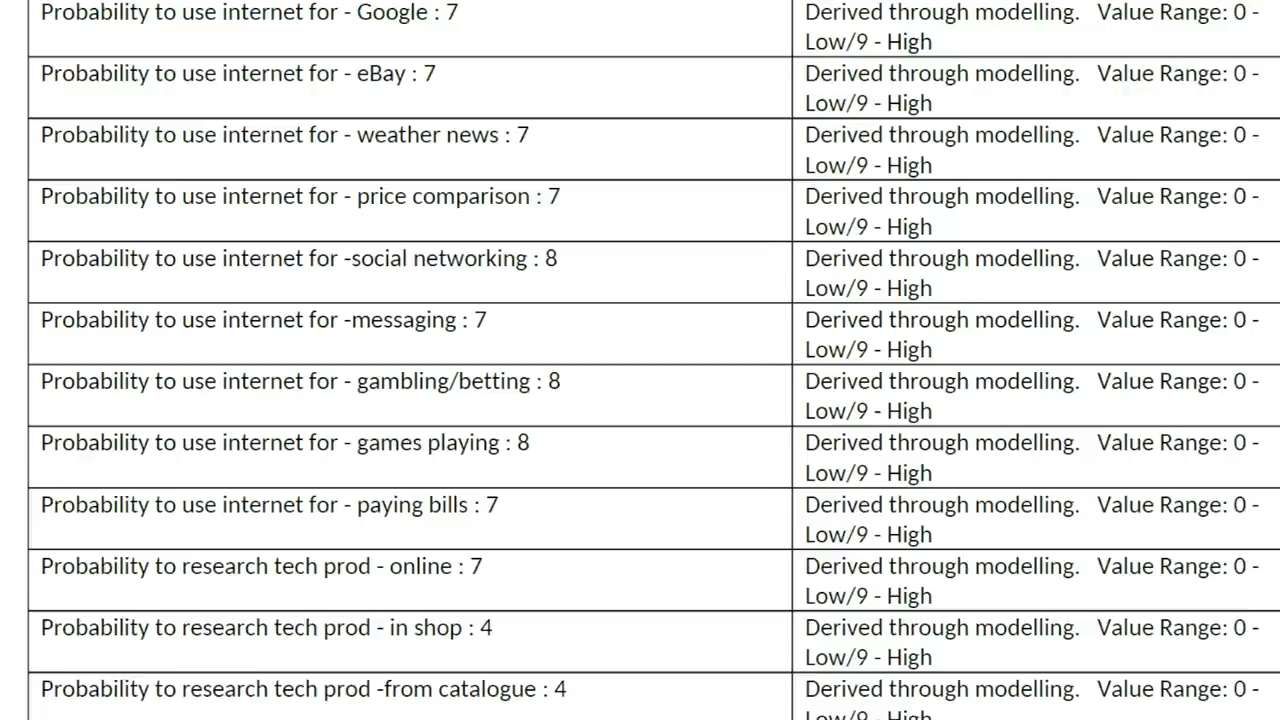 Probability to use internet for - Google : 7
Derived through modelling.   Value Range: 0 -
Low/9 - High
Probability to use internet for - eBay : 7
Derived through modelling.   Value Range: 0 -
Low/9 - High
Probability to use internet for - weather news : 7
Derived through modelling.   Value Range: 0 -
Low/9 - High
Probability to use internet for - price comparison : 7
Derived through modelling.   Value Range: 0 -
Low/9 - High
Probability to use internet for -social networking : 8
Derived through modelling.   Value Range: 0 -
Low/9 - High
Probability to use internet for -messaging : 7
Derived through modelling.   Value Range: 0 -
Low/9 - High
Probability to use internet for - gambling/betting : 8
Derived through modelling.   Value Range: 0 -
Low/9 - High
Probability to use internet for - games playing : 8
Derived through modelling.   Value Range: 0 -
Low/9 - High
Probability to use internet for - paying bills : 7
Derived through modelling.   Value Range: 0 -
Low/9 - High
Probability to research tech prod - online : 7
Derived through modelling.   Value Range: 0 -
Low/9 - High
Probability to research tech prod - in shop : 4
Derived through modelling.   Value Range: 0 -
Low/9 - High
Probability to research tech prod -from catalogue : 4
Derived through modelling.   Value Range: 0 -
Low/9 - High